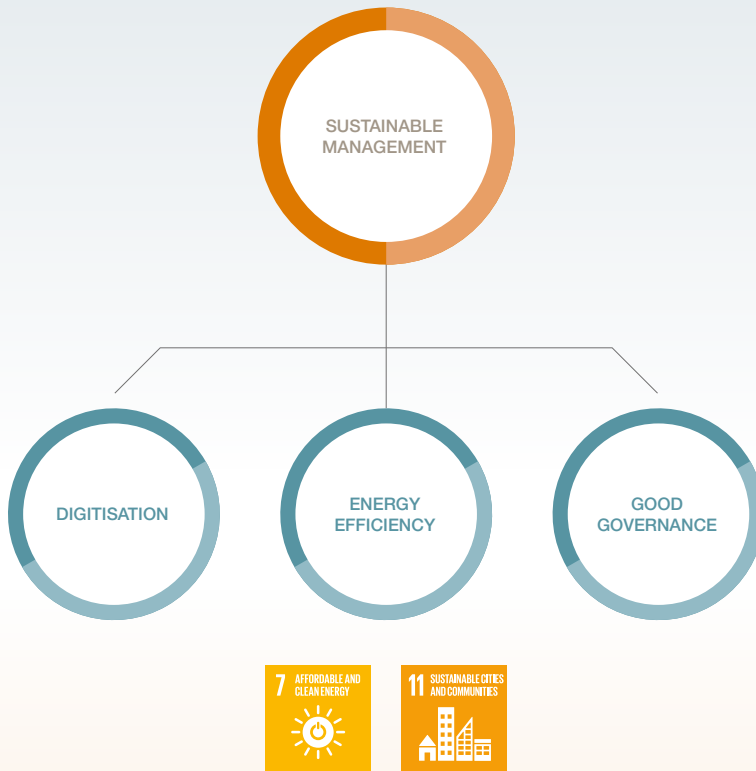 SUSTAINABLE
MANAGEMENT
DIGITISATION
ENERGY
EFFICIENCY
GOOD
GOVERNANCE
7 AFFORDABLE AND
CLEAN ENERGY
11 SUSTAINABLE CITIES
AND COMMUNITIES